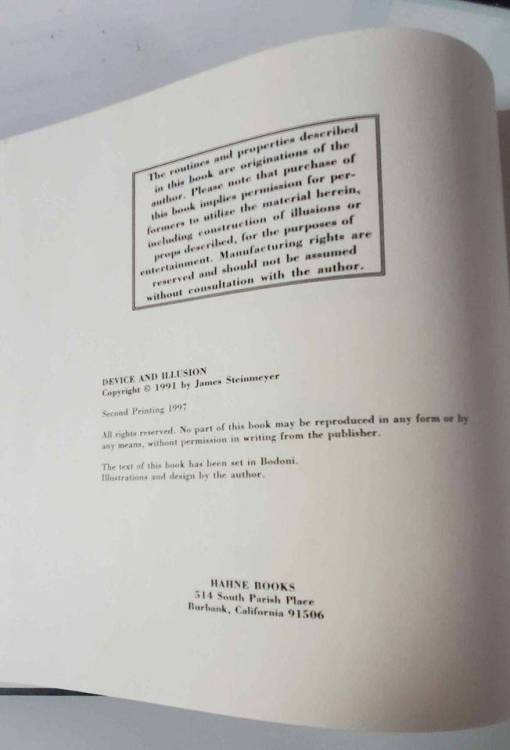 The routines and properties described
in this book are originations of the
author. Please note that purchase of
this book implies permission for per-
formers to utilize the material herein,
including construction of illusions or
props described, for the purposes of
entertainment. Manufacturing rights are
reserved and should not be assumed
without consultation with the author.
DEVICE AND ILLUSION
Copyright © 1991 by James Steinmeyer
Second Printing 1997
All rights reserved. No part of this book may be reproduced in any form or by
any means, without permission in writing from the publisher.
The text of this book has been set in Bodoni.
Illustrations and design by the author.
HAHNE BOOKS
514 South Parish Place
Burbank, California 91506